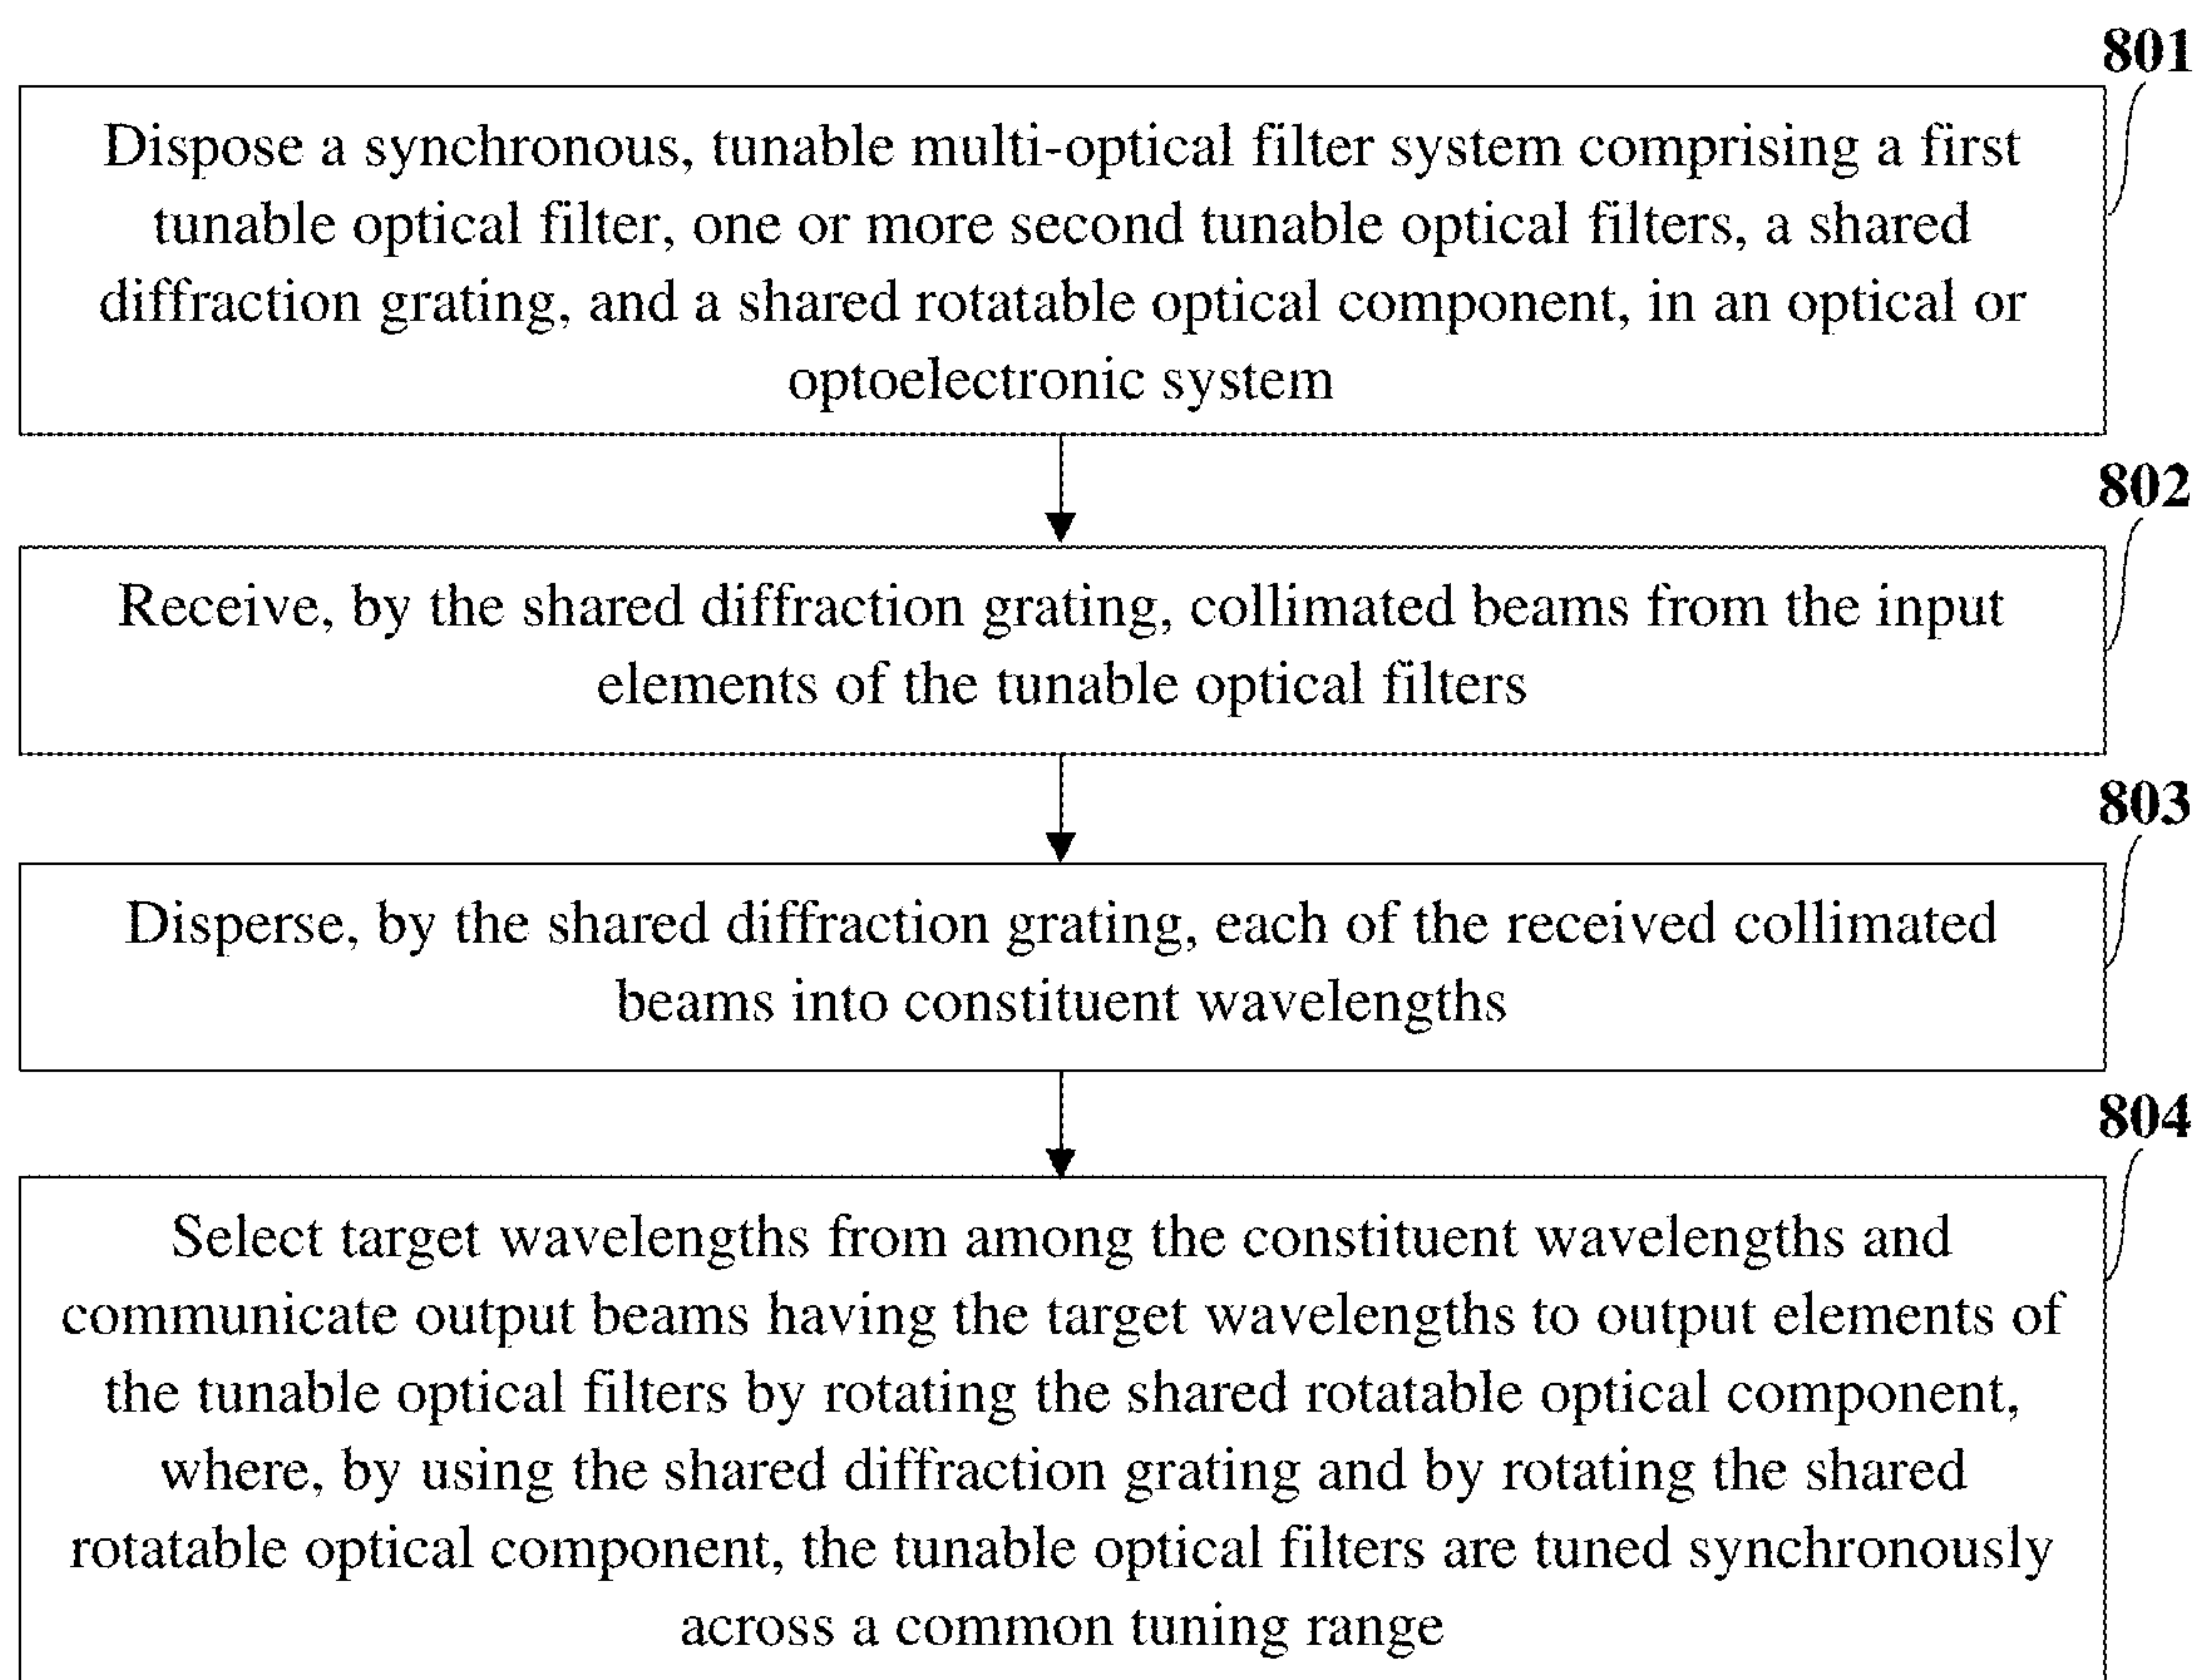 801
Dispose a synchronous, tunable multi-optical filter system comprising a first
tunable optical filter, one or more second tunable optical filters, a shared
diffraction grating, and a shared rotatable optical component, in an optical or
optoelectronic system
802
Receive, by the shared diffraction grating, collimated beams from the input
elements of the tunable optical filters
803
Disperse, by the shared diffraction grating, each of the received collimated
beams into constituent wavelengths
804
Select target wavelengths from among the constituent wavelengths and
communicate output beams having the target wavelengths to output elements of
the tunable optical filters by rotating the shared rotatable optical component,
where, by using the shared diffraction grating and by rotating the shared
rotatable optical component, the tunable optical filters are tuned synchronously
across a common tuning range